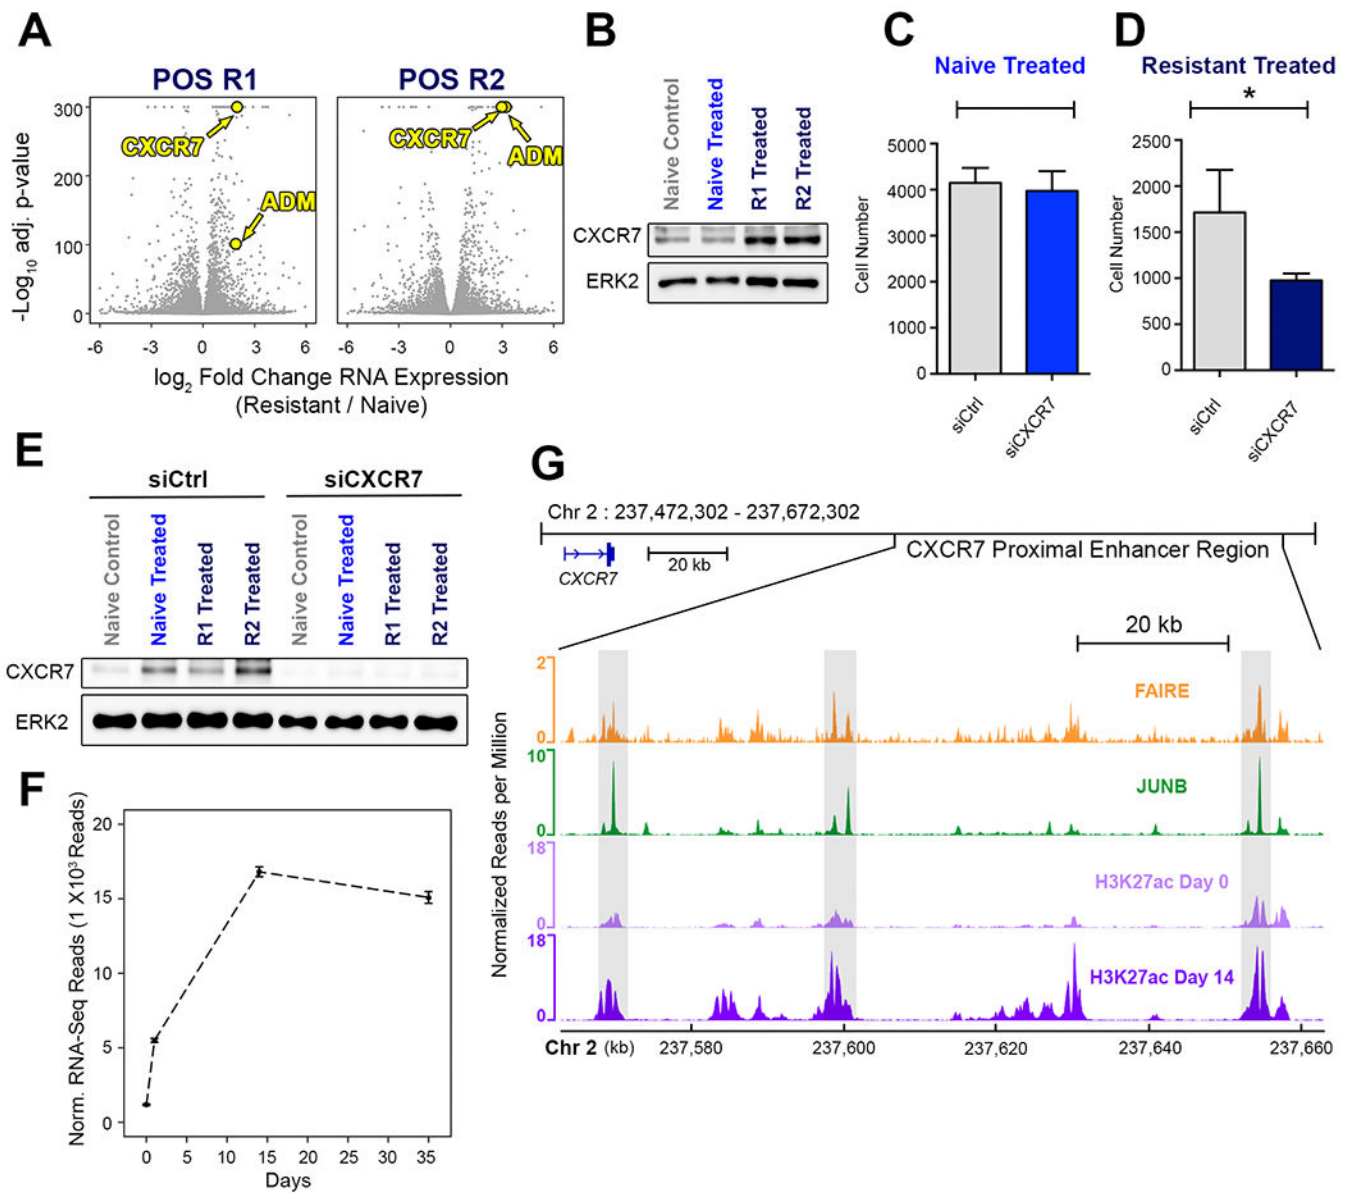 A
POS R1
POS R2
-Log10 adj. p-value
300
200
100
0
CXCR7
ADM
CXCR7
ADM
-6 -3 0 3 6
-6 -3 0 3 6
log2 Fold Change RNA Expression
(Resistant / Naive)
B
Naive Control
Naive Treated
R1 Treated
R2 Treated
CXCR7
ERK2
C
Naive Treated
Cell Number
5000
4000
3000
2000
1000
0
siCtrl
siCXCR7
D
Resistant Treated
*
Cell Number
2500
2000
1500
1000
500
0
siCtrl
siCXCR7
E
siCtrl
siCXCR7
Naive Control
Naive Treated
R1 Treated
R2 Treated
Naive Control
Naive Treated
R1 Treated
R2 Treated
CXCR7
ERK2
F
Norm. RNA-Seq Reads (1 X10³ Reads)
20
15
10
5
0
0 5 10 15 20 25 30 35
Days
G
Chr 2 : 237,472,302 - 237,672,302
CXCR7
20 kb
CXCR7 Proximal Enhancer Region
20 kb
Normalized Reads per Million
2
0
FAIRE
10
0
JUNB
18
0
H3K27ac Day 0
18
0
H3K27ac Day 14
Chr 2 (kb) 237,580 237,600 237,620 237,640 237,660